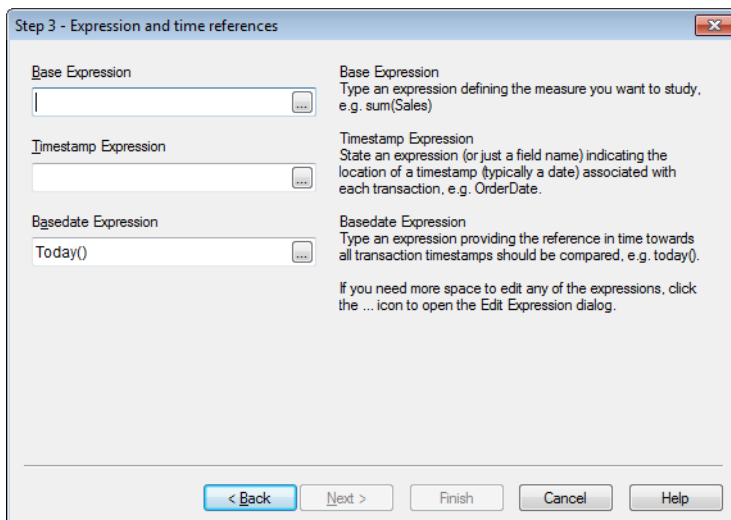 Step 3 - Expression and time references
Base Expression
...
Timestamp Expression
...
Basedate Expression
Today()
...
Base Expression
Type an expression defining the measure you want to study,
e.g. sum(Sales)
Timestamp Expression
State an expression (or just a field name) indicating the
location of a timestamp (typically a date) associated with
each transaction, e.g. OrderDate.
Basedate Expression
Type an expression providing the reference in time towards
all transaction timestamps should be compared, e.g. today().
If you need more space to edit any of the expressions, click
the ... icon to open the Edit Expression dialog.
< Back
Next >
Finish
Cancel
Help